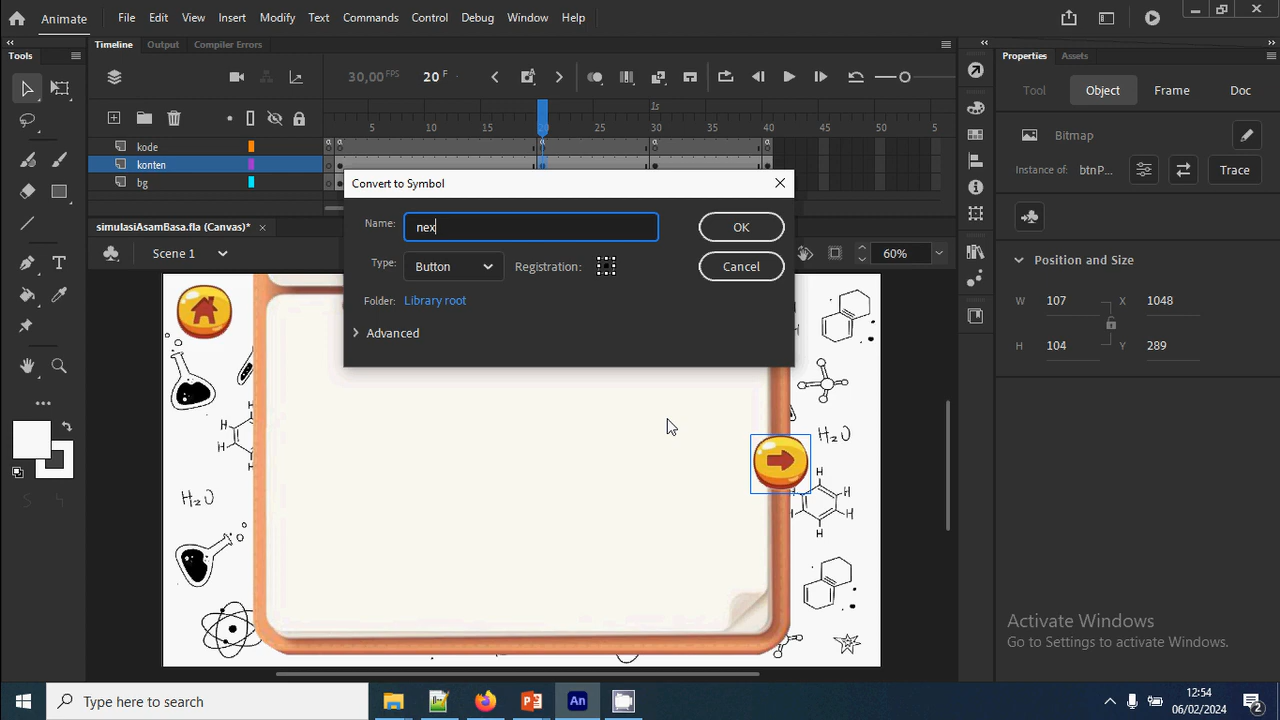 Animate
File Edit View Insert Modify Text Commands Control Debug Window Help
Timeline Output Compiler Errors
Tools
Properties Assets
30,00 FPS 20 F
Tool Object Frame Doc
1s
5 10 15 20 25 30 35 40 45 50 5
kode
konten
bg
Bitmap
Instance of: btnP... Trace
Convert to Symbol
Name: nex OK
Type: Button Registration: Cancel
Folder: Library root
Advanced
simulasiAsamBasa.fla (Canvas)*
Scene 1 60%
Position and Size
W 107 X 1048
H 104 Y 289
H
H₂O
H
H₂O
H H
H H
H
Activate Windows
Go to Settings to activate Windows.
Type here to search
An
12:54
06/02/2024
2